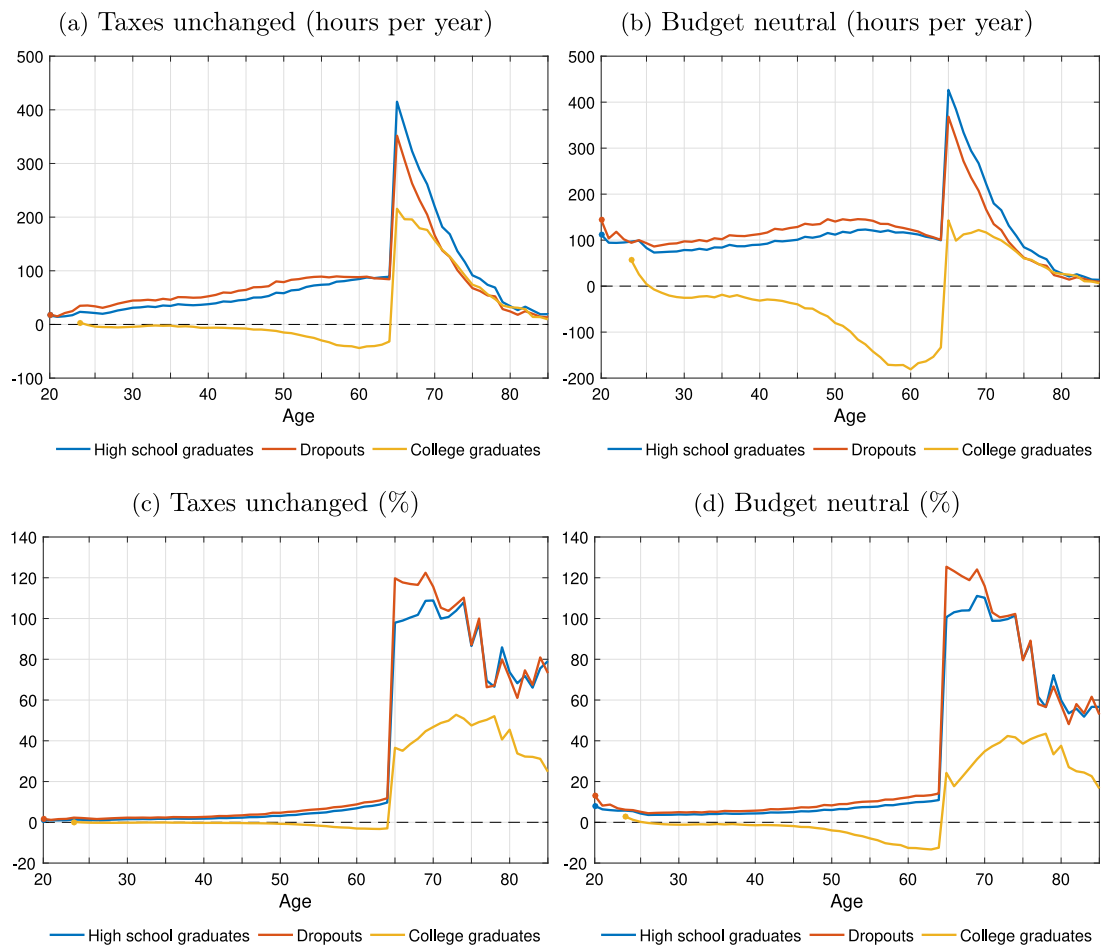 (a) Taxes unchanged (hours per year)
500
400
300
200
100
0
-100
20 30 40 50 60 70 80
Age
High school graduates Dropouts College graduates
(b) Budget neutral (hours per year)
500
400
300
200
100
0
-100
-200
20 30 40 50 60 70 80
Age
High school graduates Dropouts College graduates
(c) Taxes unchanged (%)
140
120
100
80
60
40
20
0
-20
20 30 40 50 60 70 80
Age
High school graduates Dropouts College graduates
(d) Budget neutral (%)
140
120
100
80
60
40
20
0
-20
20 30 40 50 60 70 80
Age
High school graduates Dropouts College graduates